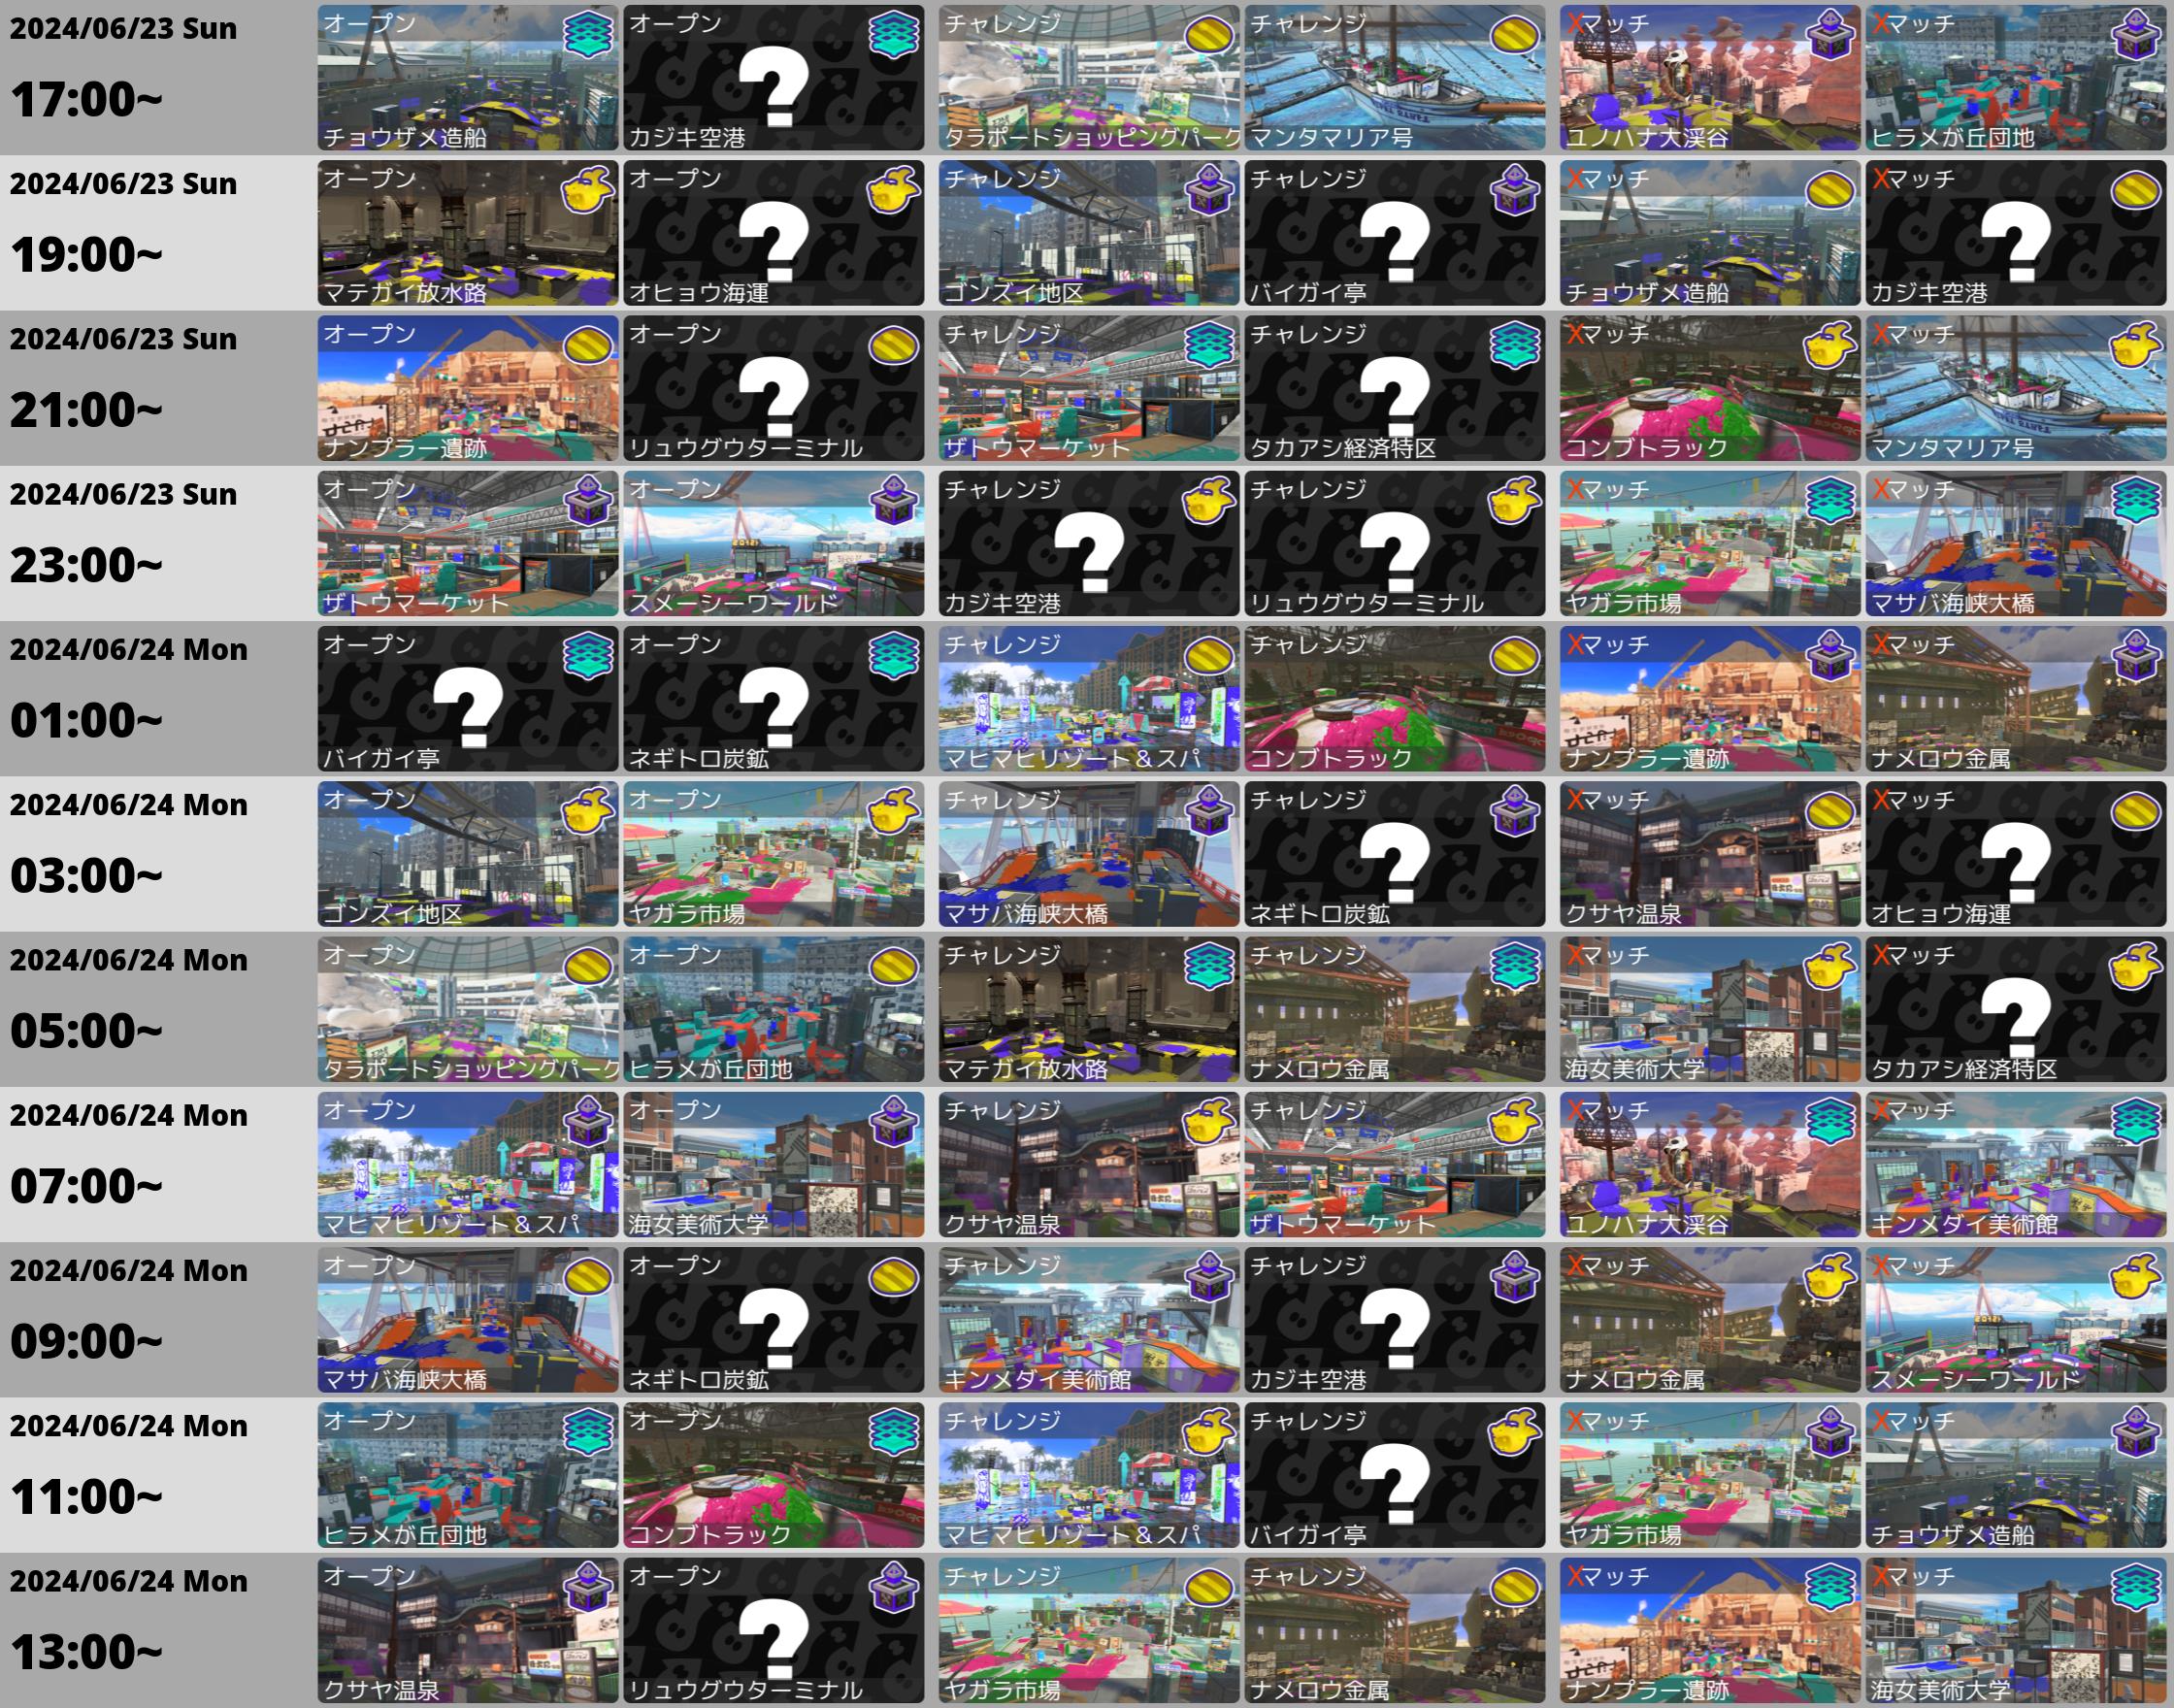 2024/06/23 Sun
17:00~
オープン
チョウザメ造船
オープン
カジキ空港
チャレンジ
タラポートショッピングパーク
チャレンジ
マンタマリア号
Xマッチ
ユノハナ大渓谷
Xマッチ
ヒラメが丘団地
2024/06/23 Sun
19:00~
オープン
マテガイ放水路
オープン
オヒョウ海運
チャレンジ
ゴンズイ地区
チャレンジ
バイガイ亭
Xマッチ
チョウザメ造船
Xマッチ
カジキ空港
2024/06/23 Sun
21:00~
オープン
ナンプラー遺跡
オープン
リュウグウターミナル
チャレンジ
ザトウマーケット
チャレンジ
タカアシ経済特区
Xマッチ
コンブトラック
Xマッチ
マンタマリア号
2024/06/23 Sun
23:00~
オープン
ザトウマーケット
オープン
スメーシーワールド
チャレンジ
カジキ空港
チャレンジ
リュウグウターミナル
Xマッチ
ヤガラ市場
Xマッチ
マサバ海峡大橋
2024/06/24 Mon
01:00~
オープン
バイガイ亭
オープン
ネギトロ炭鉱
チャレンジ
マヒマヒリゾート＆スパ
チャレンジ
コンブトラック
Xマッチ
ナンプラー遺跡
Xマッチ
ナメロウ金属
2024/06/24 Mon
03:00~
オープン
ゴンズイ地区
オープン
ヤガラ市場
チャレンジ
マサバ海峡大橋
チャレンジ
ネギトロ炭鉱
Xマッチ
クサヤ温泉
Xマッチ
オヒョウ海運
2024/06/24 Mon
05:00~
オープン
タラポートショッピングパーク
オープン
ヒラメが丘団地
チャレンジ
マテガイ放水路
チャレンジ
ナメロウ金属
Xマッチ
海女美術大学
Xマッチ
タカアシ経済特区
2024/06/24 Mon
07:00~
オープン
マヒマヒリゾート＆スパ
オープン
海女美術大学
チャレンジ
クサヤ温泉
チャレンジ
ザトウマーケット
Xマッチ
ユノハナ大渓谷
Xマッチ
キンメダイ美術館
2024/06/24 Mon
09:00~
オープン
マサバ海峡大橋
オープン
ネギトロ炭鉱
チャレンジ
キンメダイ美術館
チャレンジ
カジキ空港
Xマッチ
ナメロウ金属
Xマッチ
スメーシーワールド
2024/06/24 Mon
11:00~
オープン
ヒラメが丘団地
オープン
コンブトラック
チャレンジ
マヒマヒリゾート＆スパ
チャレンジ
バイガイ亭
Xマッチ
ヤガラ市場
Xマッチ
チョウザメ造船
2024/06/24 Mon
13:00~
オープン
クサヤ温泉
オープン
リュウグウターミナル
チャレンジ
ヤガラ市場
チャレンジ
ナメロウ金属
Xマッチ
ナンプラー遺跡
Xマッチ
海女美術大学